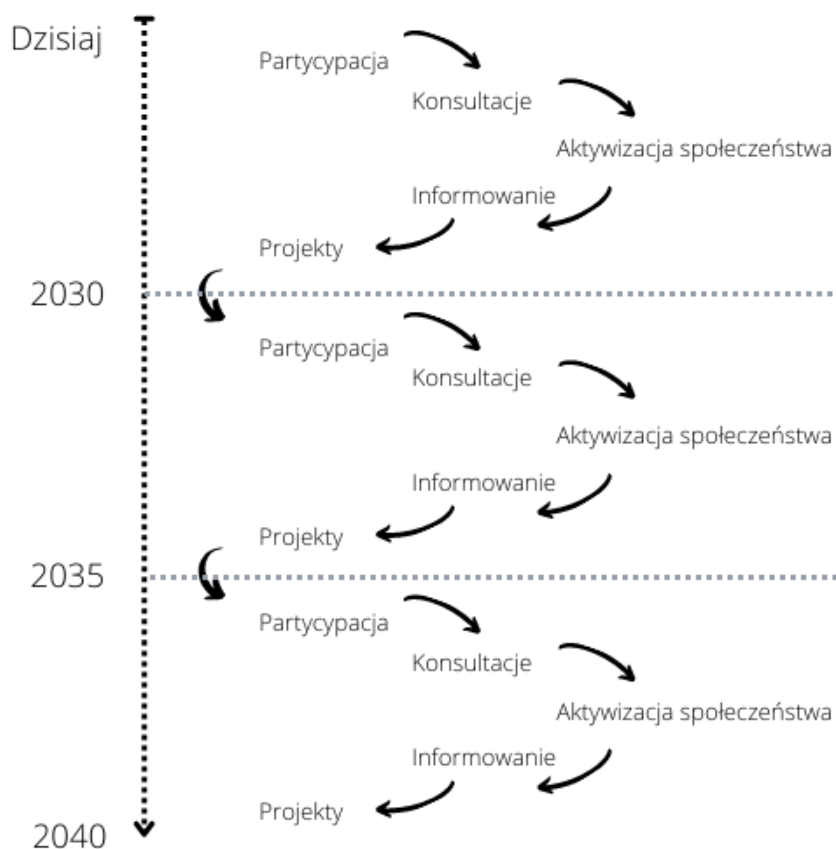 Dzisiaj
Partycypacja
Konsultacje
Aktywizacja społeczeństwa
Informowanie
Projekty
2030
Partycypacja
Konsultacje
Aktywizacja społeczeństwa
Informowanie
Projekty
2035
Partycypacja
Konsultacje
Aktywizacja społeczeństwa
Informowanie
Projekty
2040